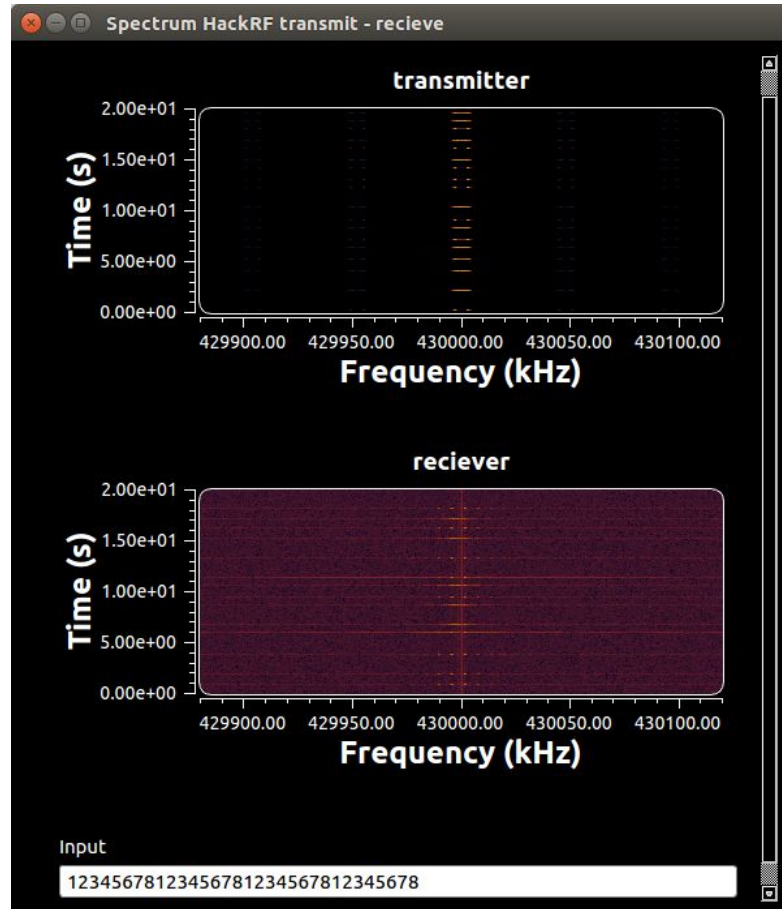 Spectrum HackRF transmit - recieve
transmitter
2.00e+01
1.50e+01
1.00e+01
5.00e+00
0.00e+00
Time (s)
429900.00 429950.00 430000.00 430050.00 430100.00
Frequency (kHz)
reciever
2.00e+01
1.50e+01
1.00e+01
5.00e+00
0.00e+00
Time (s)
429900.00 429950.00 430000.00 430050.00 430100.00
Frequency (kHz)
Input
12345678123456781234567812345678